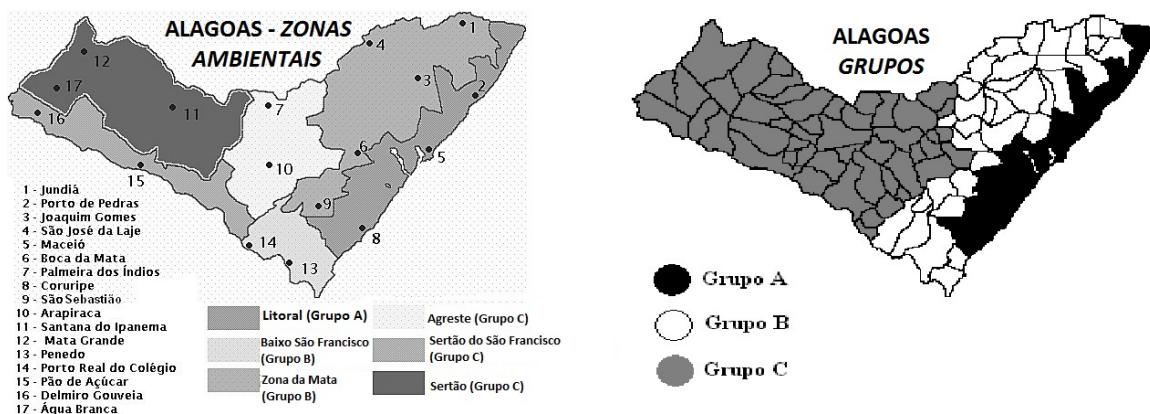 ALAGOAS - ZONAS
AMBIENTAIS
1
4
12
3
17
2
7
11
16
6
5
10
15
9
8
14
13
1 - Jundiá
2 - Porto de Pedras
3 - Joaquim Gomes
4 - São José da Laje
5 - Maceió
6 - Boca da Mata
7 - Palmeira dos Índios
8 - Coruripe
9 - São Sebastião
10 - Arapiraca
11 - Santana do Ipanema
12 - Mata Grande
13 - Penedo
14 - Porto Real do Colégio
15 - Pão de Açúcar
16 - Delmiro Gouveia
17 - Água Branca
Litoral (Grupo A)
Agreste (Grupo C)
Baixo São Francisco
(Grupo B)
Sertão do São Francisco
(Grupo C)
Zona da Mata
(Grupo B)
Sertão (Grupo C)
ALAGOAS
GRUPOS
Grupo A
Grupo B
Grupo C